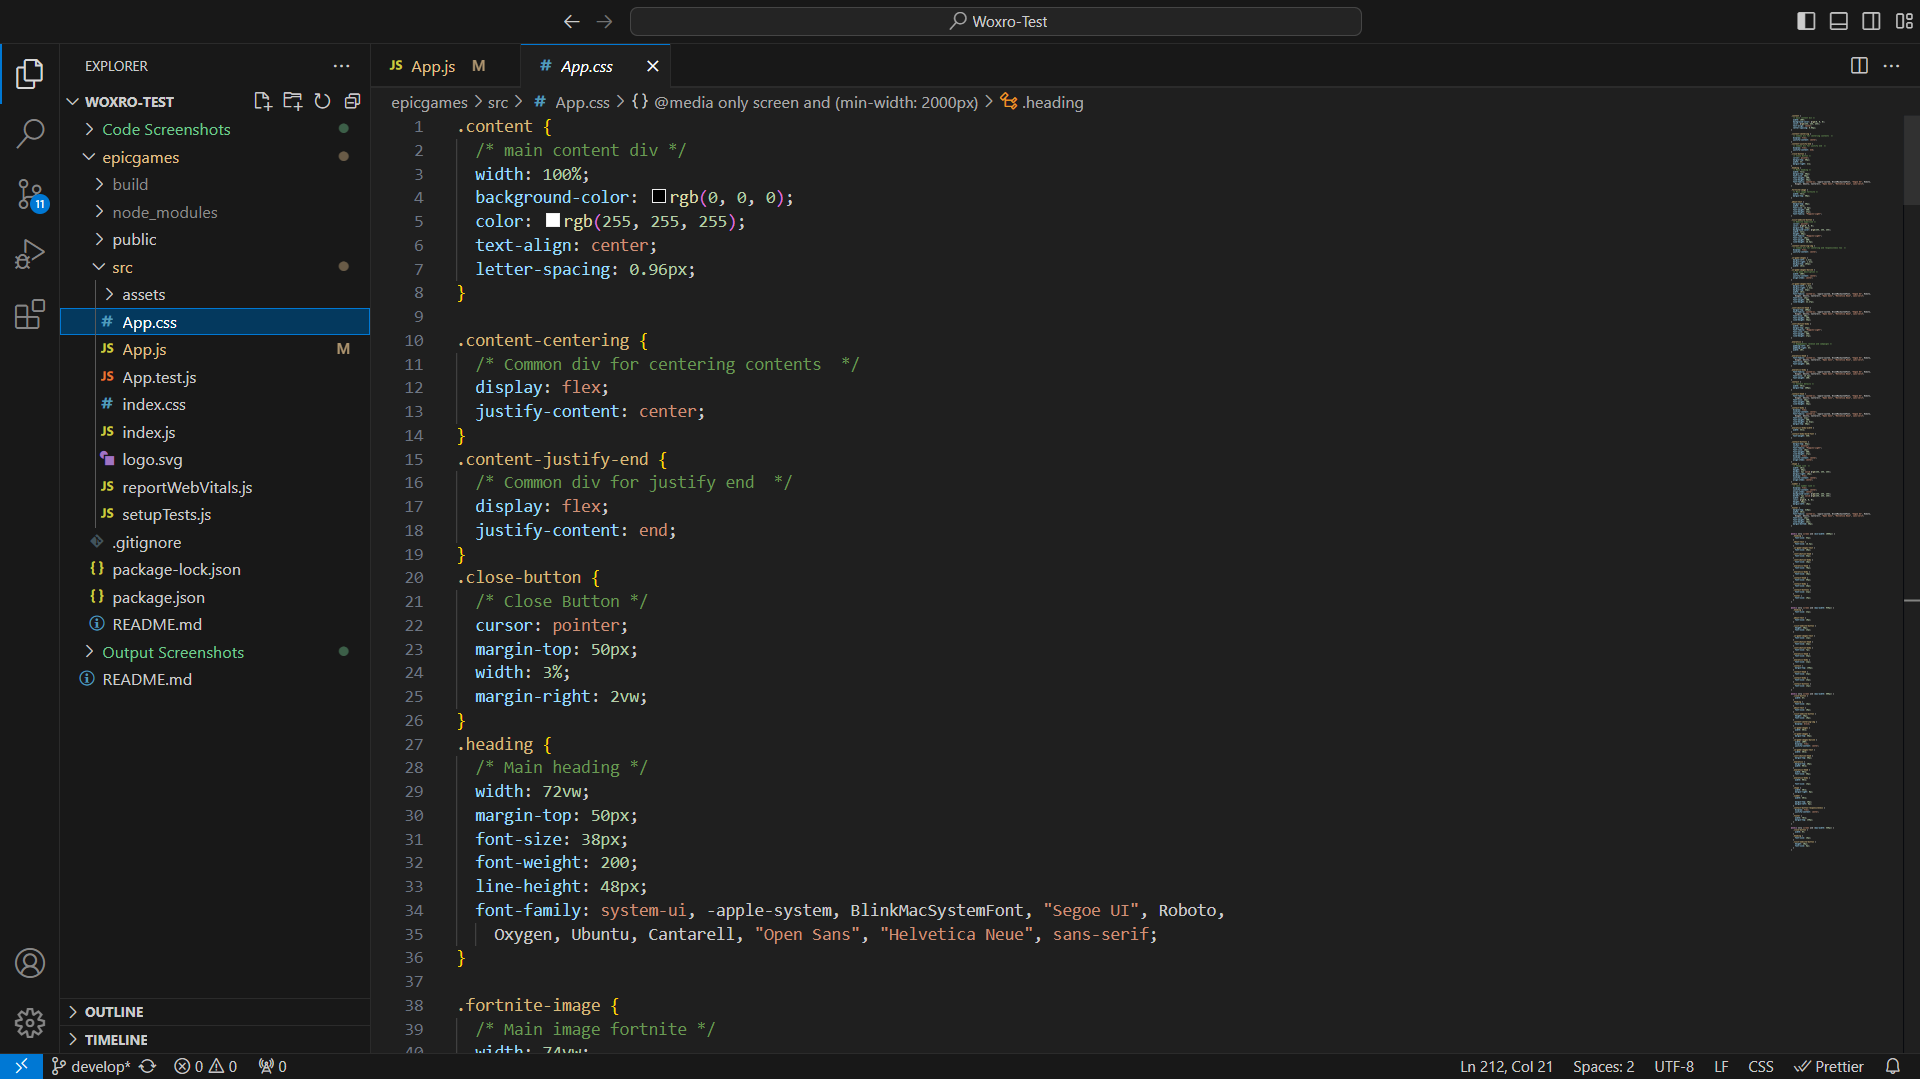 Woxro-Test
EXPLORER
WOXRO-TEST
Code Screenshots
epicgames
build
node_modules
public
src
assets
# App.css
JS App.js M
JS App.test.js
# index.css
JS index.js
logo.svg
JS reportWebVitals.js
JS setupTests.js
.gitignore
{} package-lock.json
{} package.json
README.md
Output Screenshots
README.md
OUTLINE
TIMELINE
11
JS App.js M
# App.css
epicgames > src > # App.css > {} @media only screen and (min-width: 2000px) > .heading
1 .content {
2 /* main content div */
3 width: 100%;
4 background-color: rgb(0, 0, 0);
5 color: rgb(255, 255, 255);
6 text-align: center;
7 letter-spacing: 0.96px;
8 }
9
10 .content-centering {
11 /* Common div for centering contents  */
12 display: flex;
13 justify-content: center;
14 }
15 .content-justify-end {
16 /* Common div for justify end  */
17 display: flex;
18 justify-content: end;
19 }
20 .close-button {
21 /* Close Button */
22 cursor: pointer;
23 margin-top: 50px;
24 width: 3%;
25 margin-right: 2vw;
26 }
27 .heading {
28 /* Main heading */
29 width: 72vw;
30 margin-top: 50px;
31 font-size: 38px;
32 font-weight: 200;
33 line-height: 48px;
34 font-family: system-ui, -apple-system, BlinkMacSystemFont, "Segoe UI", Roboto,
35 Oxygen, Ubuntu, Cantarell, "Open Sans", "Helvetica Neue", sans-serif;
36 }
37
38 .fortnite-image {
39 /* Main image fortnite */
40 width: 74vw;
develop* 0 0 0
Ln 212, Col 21 Spaces: 2 UTF-8 LF CSS Prettier